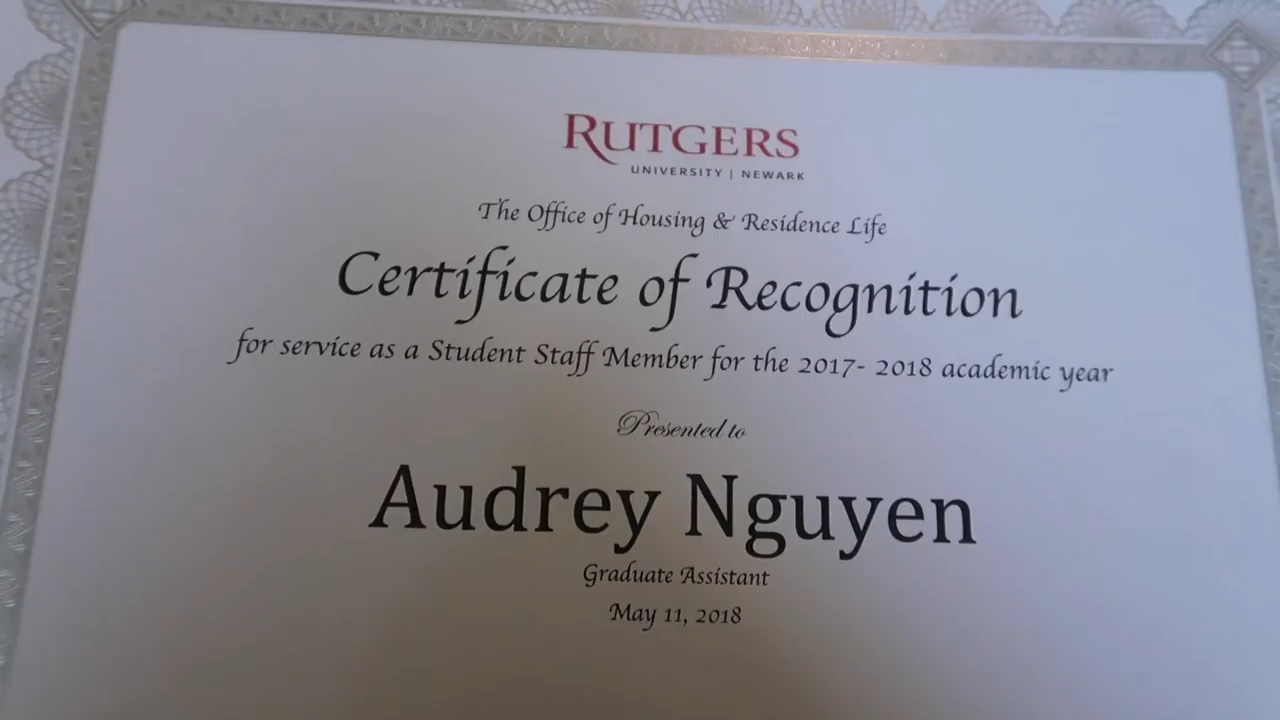 RUTGERS
UNIVERSITY | NEWARK
The Office of Housing & Residence Life
Certificate of Recognition
for service as a Student Staff Member for the 2017- 2018 academic year
Presented to
Audrey Nguyen
Graduate Assistant
May 11, 2018